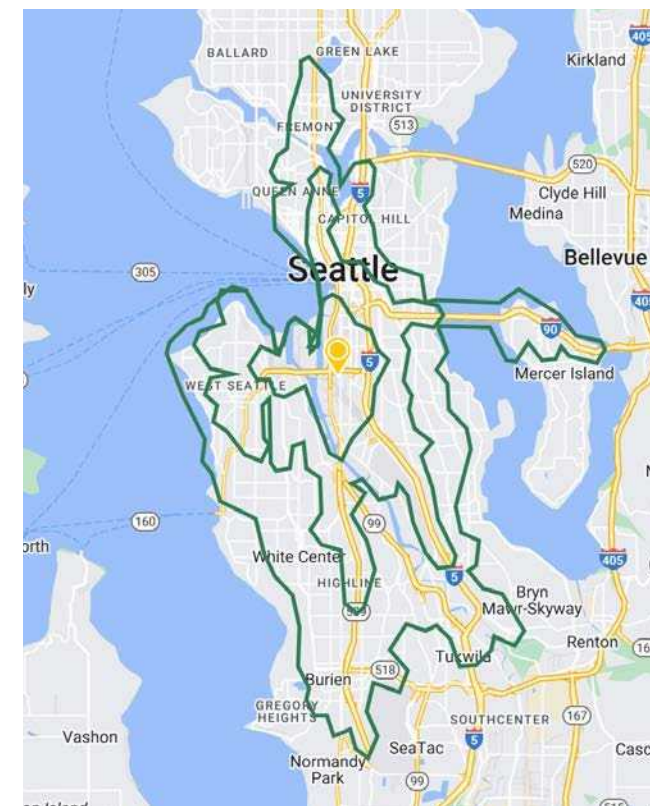 BALLARD
GREEN LAKE
405
Kirkland
UNIVERSITY
DISTRICT
513
FREMONT
520
QUEEN ANNE
5
Clyde Hill
CAPITOL HILL
Medina
Seattle
Bellevue
305
ly
405
90
5
WEST SEATTLE
Mercer Island
160
99
orth
White Center
405
HIGHLINE
5
Bryn
Mawr-Skyway
509
Renton
Tukwila
518
Burien
GREGORY
HEIGHTS
SOUTHCENTER
167
Vashon
5
SeaTac
Casc
Normandy
Park
99